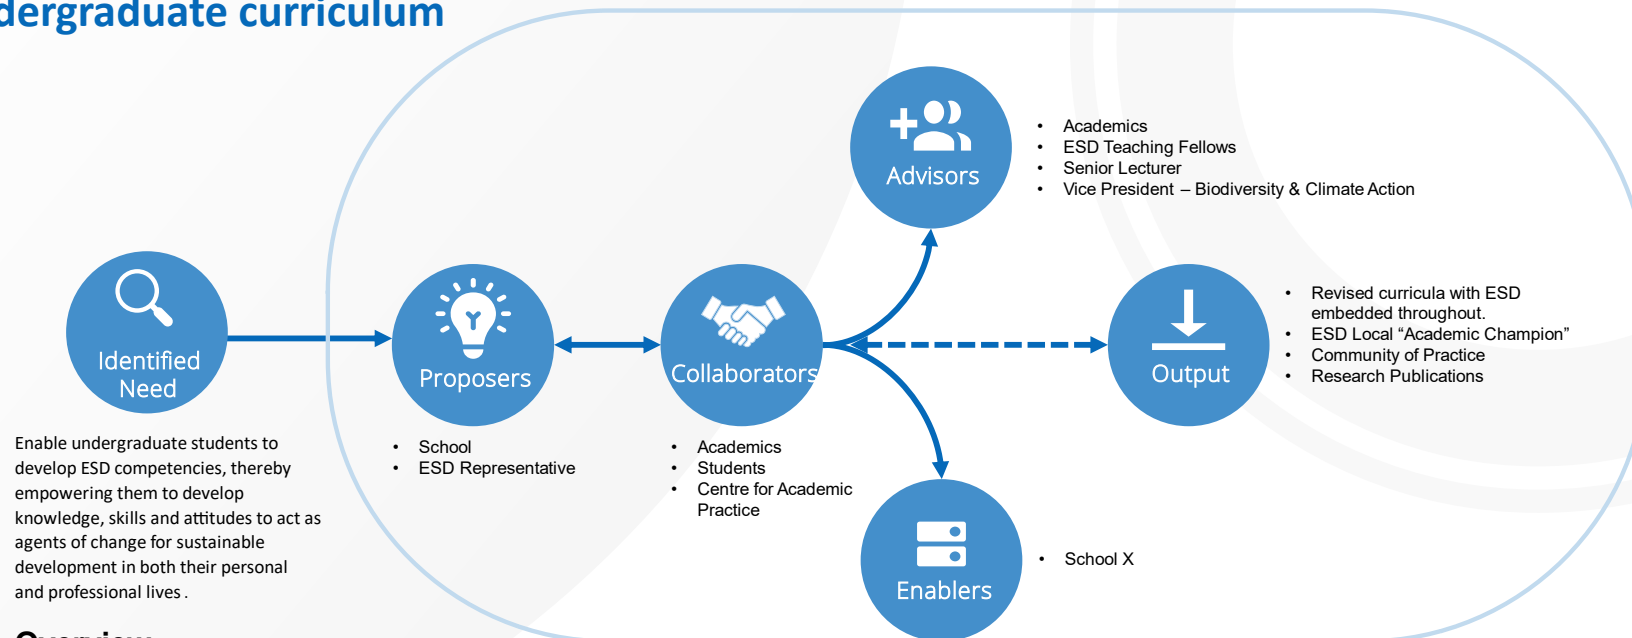 dergraduate curriculum
Advisors
• Academics
• ESD Teaching Fellows
• Senior Lecturer
• Vice President – Biodiversity & Climate Action
Identified
Need
Enable undergraduate students to
develop ESD competencies, thereby
empowering them to develop
knowledge, skills and attitudes to act as
agents of change for sustainable
development in both their personal
and professional lives .
Proposers
• School
• ESD Representative
Collaborators
• Academics
• Students
• Centre for Academic
Practice
Output
• Revised curricula with ESD
embedded throughout.
• ESD Local “Academic Champion”
• Community of Practice
• Research Publications
Enablers
• School X
Overview